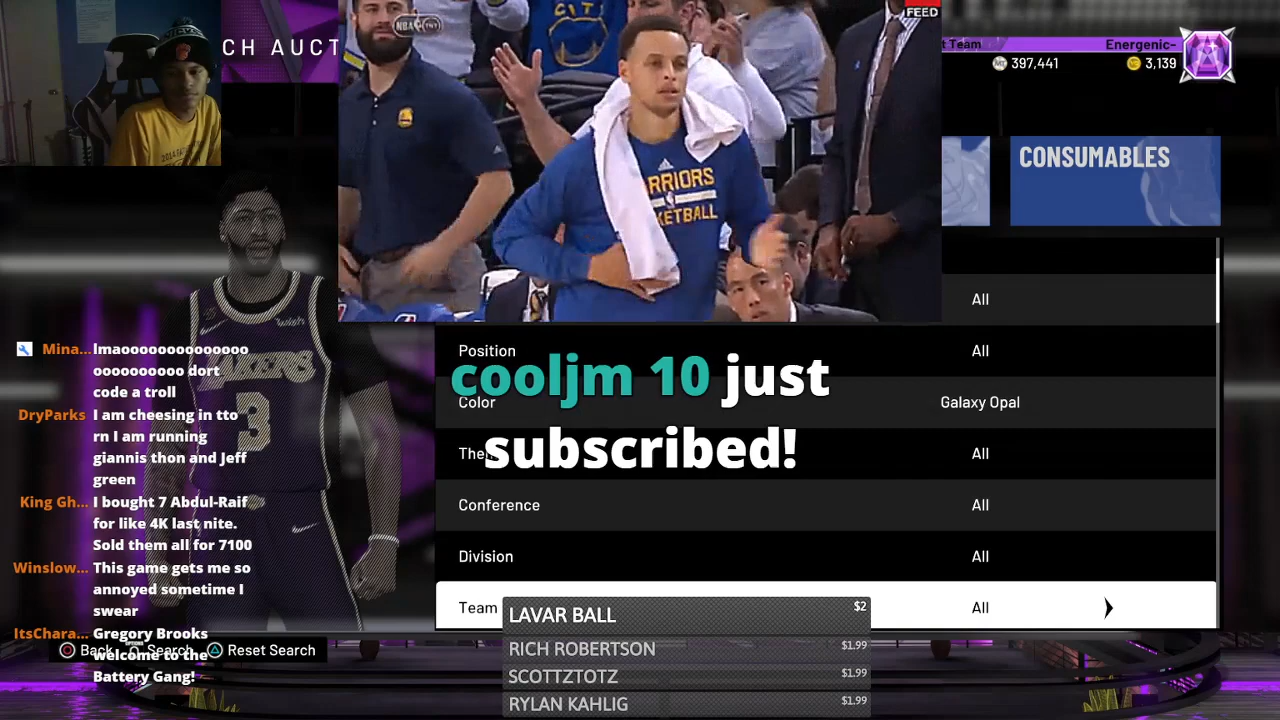 CH AUCT
NBA TNT
CIT
FEED
t Team
Energenic-
397,441
3,139
WARRIORS
KETBALL
CONSUMABLES
All
Position
All
Color
Galaxy Opal
The
All
Conference
All
Division
All
Team
All
cooljm 10 just
subscribed!
wish
LAKERS
3
Mina... lmaooooooooooooo
oooooooooo dort
code a troll
DryParks I am cheesing in tto
rn I am running
giannis thon and Jeff
green
King Gh... I bought 7 Abdul-Raif
for like 4K last nite.
Sold them all for 7100
Winslow... This game gets me so
annoyed sometime I
swear
ItsChara... Gregory Brooks
welcome to the
Battery Gang!
Back
Search
Reset Search
LAVAR BALL $2
RICH ROBERTSON $1.99
SCOTTZTOTZ $1.99
RYLAN KAHLIG $1.99